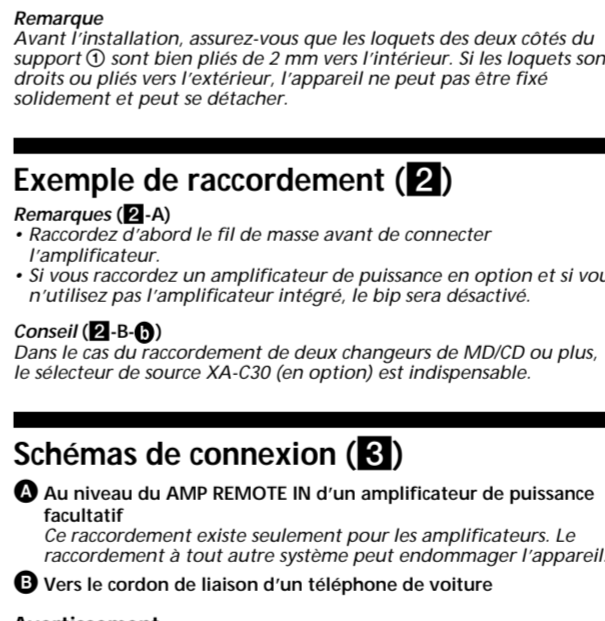 Remarque
Avant l'installation, assurez-vous que les loquets des deux côtés du
support ① sont bien pliés de 2 mm vers l'intérieur. Si les loquets son
droits ou pliés vers l'extérieur, l'appareil ne peut pas être fixé
solidement et peut se détacher.
Exemple de raccordement (2)
Remarques (2-A)
• Raccordez d'abord le fil de masse avant de connecter
l'amplificateur.
• Si vous raccordez un amplificateur de puissance en option et si vou
n'utilisez pas l'amplificateur intégré, le bip sera désactivé.
Conseil (2-B-b)
Dans le cas du raccordement de deux changeurs de MD/CD ou plus,
le sélecteur de source XA-C30 (en option) est indispensable.
Schémas de connexion (3)
A Au niveau du AMP REMOTE IN d'un amplificateur de puissance
facultatif
Ce raccordement existe seulement pour les amplificateurs. Le
raccordement à tout autre système peut endommager l'appareil.
B Vers le cordon de liaison d'un téléphone de voiture
Avertissement